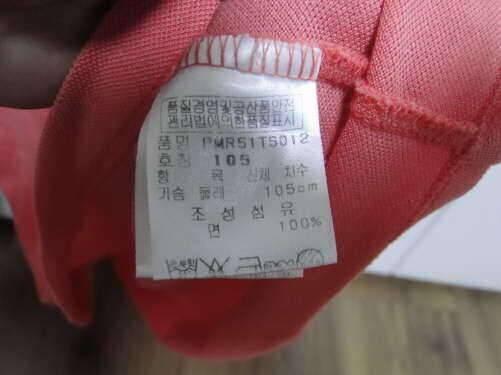 품질경영및공산품안전
관리법에의한품질표시
품명 PMR51TS012
호칭 105
항 목 신체 치수
가슴 둘레 105cm
조성섬유
면 100%